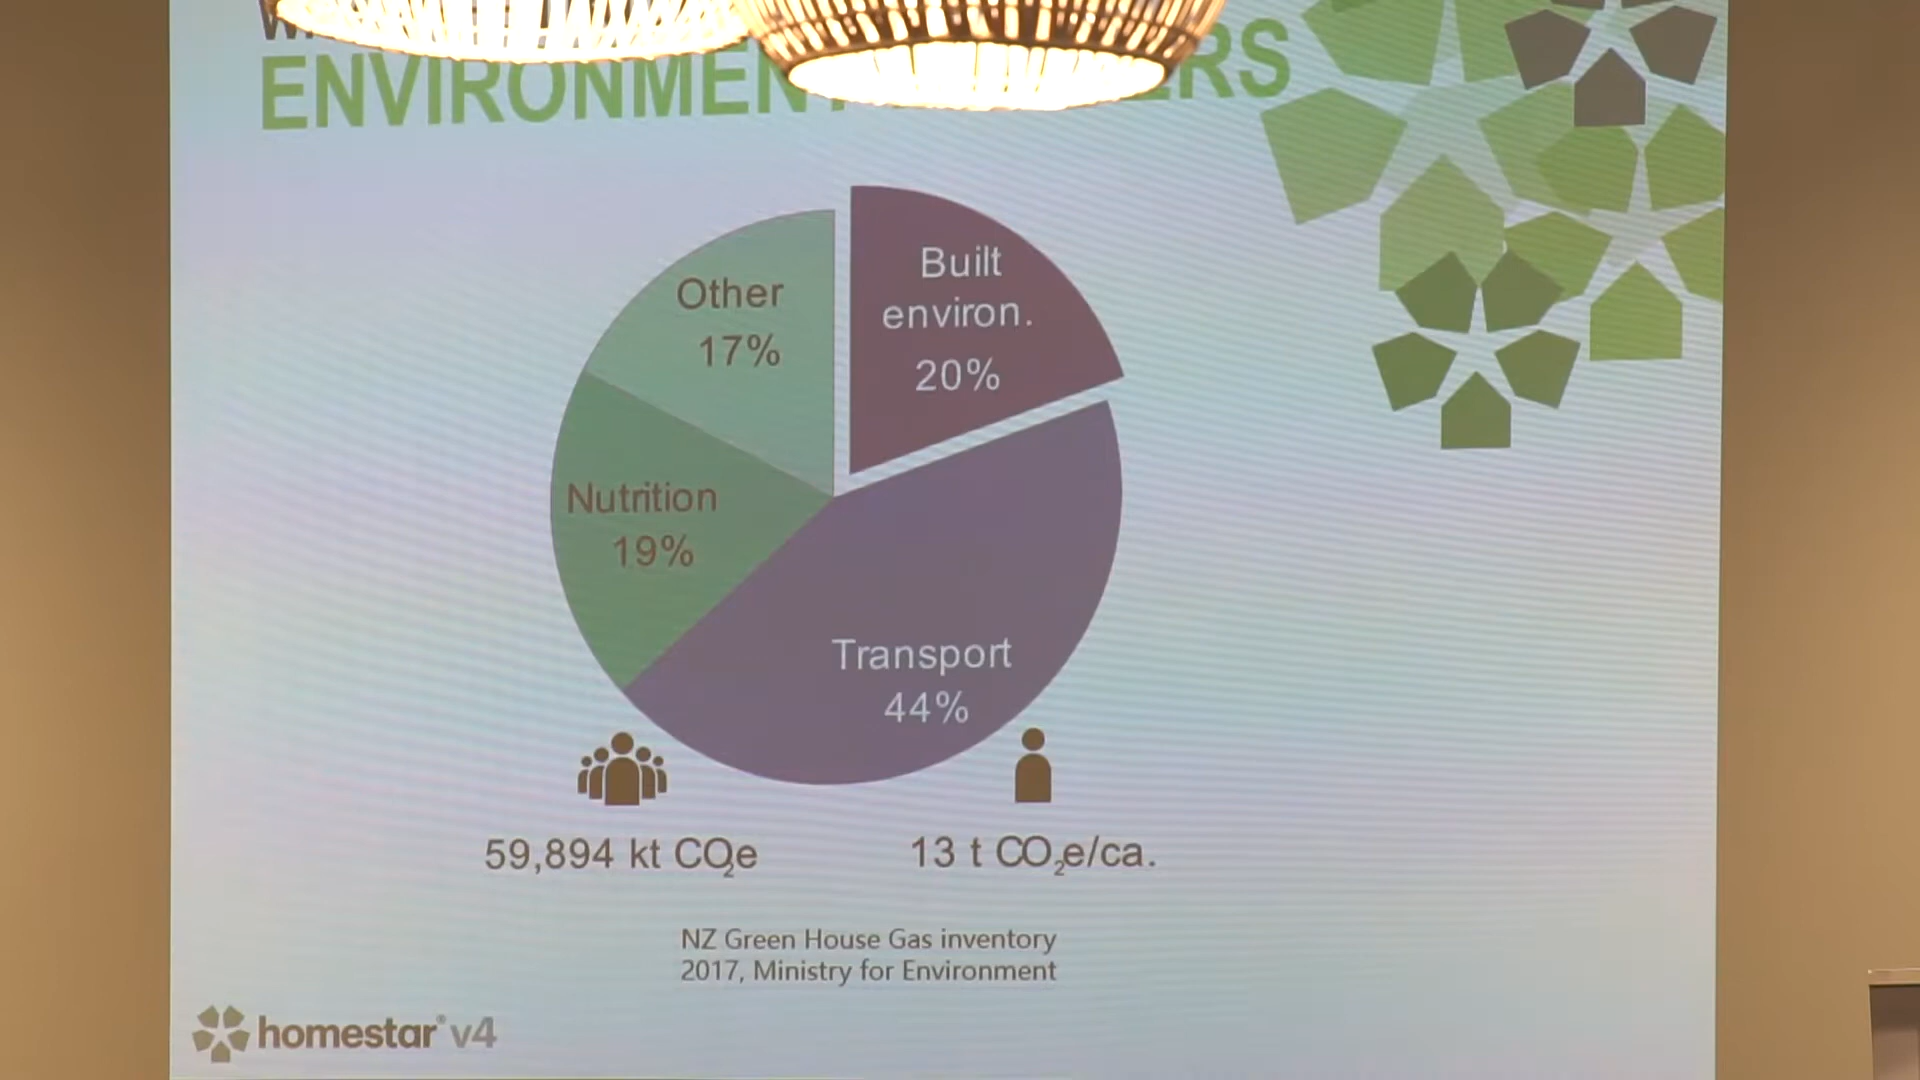 Other
17%
Built
environ.
20%
Nutrition
19%
Transport
44%
59,894 kt CO₂e
13 t CO₂e/ca.
NZ Green House Gas inventory
2017, Ministry for Environment
homestar® v4